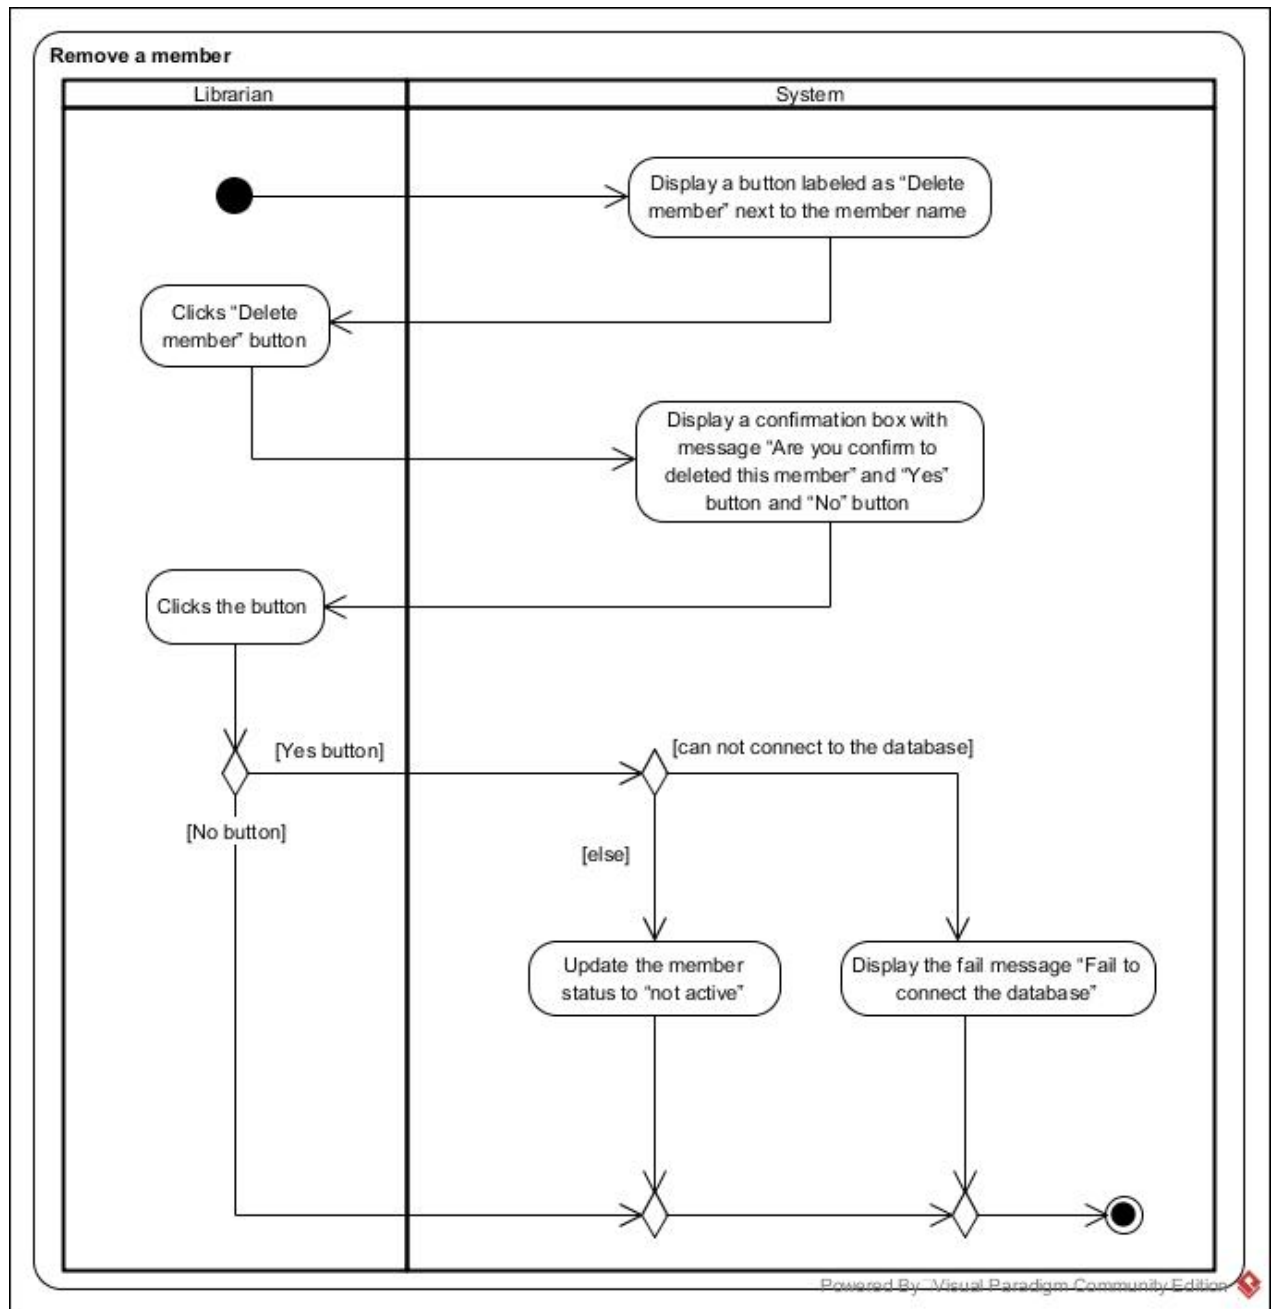 Remove a member
Librarian
System
Display a button labeled as “Delete
member” next to the member name
Clicks “Delete
member” button
Display a confirmation box with
message “Are you confirm to
deleted this member” and “Yes”
button and “No” button
Clicks the button
[Yes button]
[can not connect to the database]
[No button]
[else]
Update the member
status to “not active”
Display the fail message “Fail to
connect the database”
Powered By Visual Paradigm Community Edition